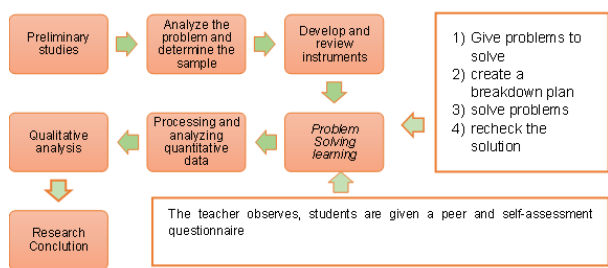 Preliminary
studies
Analyze the
problem and
determine the
sample
Develop and
review
instruments
1) Give problems to
solve
2) create a
breakdown plan
3) solve problems
4) recheck the
solution
Qualitative
analysis
Processing and
analyzing
quantitative
data
Problem
Solving
learning
Research
Conclution
The teacher observes, students are given a peer and self-assessment
questionnaire